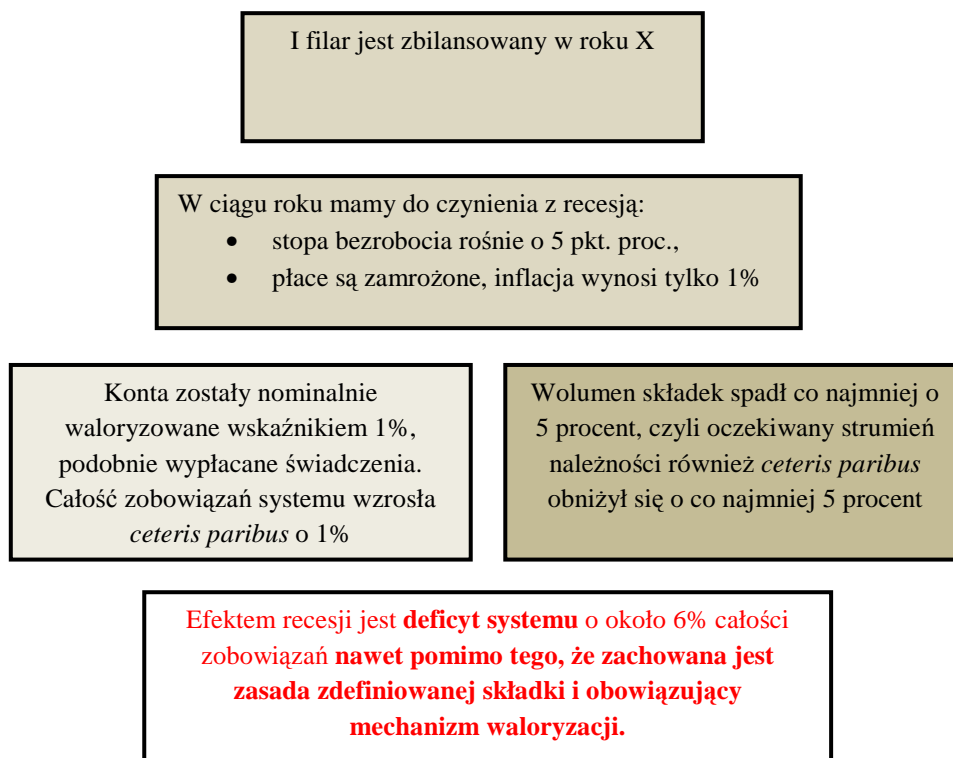 I filar jest zbilansowany w roku X
W ciągu roku mamy do czynienia z recesją:
• stopa bezrobocia rośnie o 5 pkt. proc.,
• płace są zamrożone, inflacja wynosi tylko 1%
Konta zostały nominalnie
waloryzowane wskaźnikiem 1%,
podobnie wypłacane świadczenia.
Całość zobowiązań systemu wzrosła
ceteris paribus o 1%
Wolumen składek spadł co najmniej o
5 procent, czyli oczekiwany strumień
należności również ceteris paribus
obniżył się o co najmniej 5 procent
Efektem recesji jest deficyt systemu o około 6% całości
zobowiązań nawet pomimo tego, że zachowana jest
zasada zdefiniowanej składki i obowiązujący
mechanizm waloryzacji.